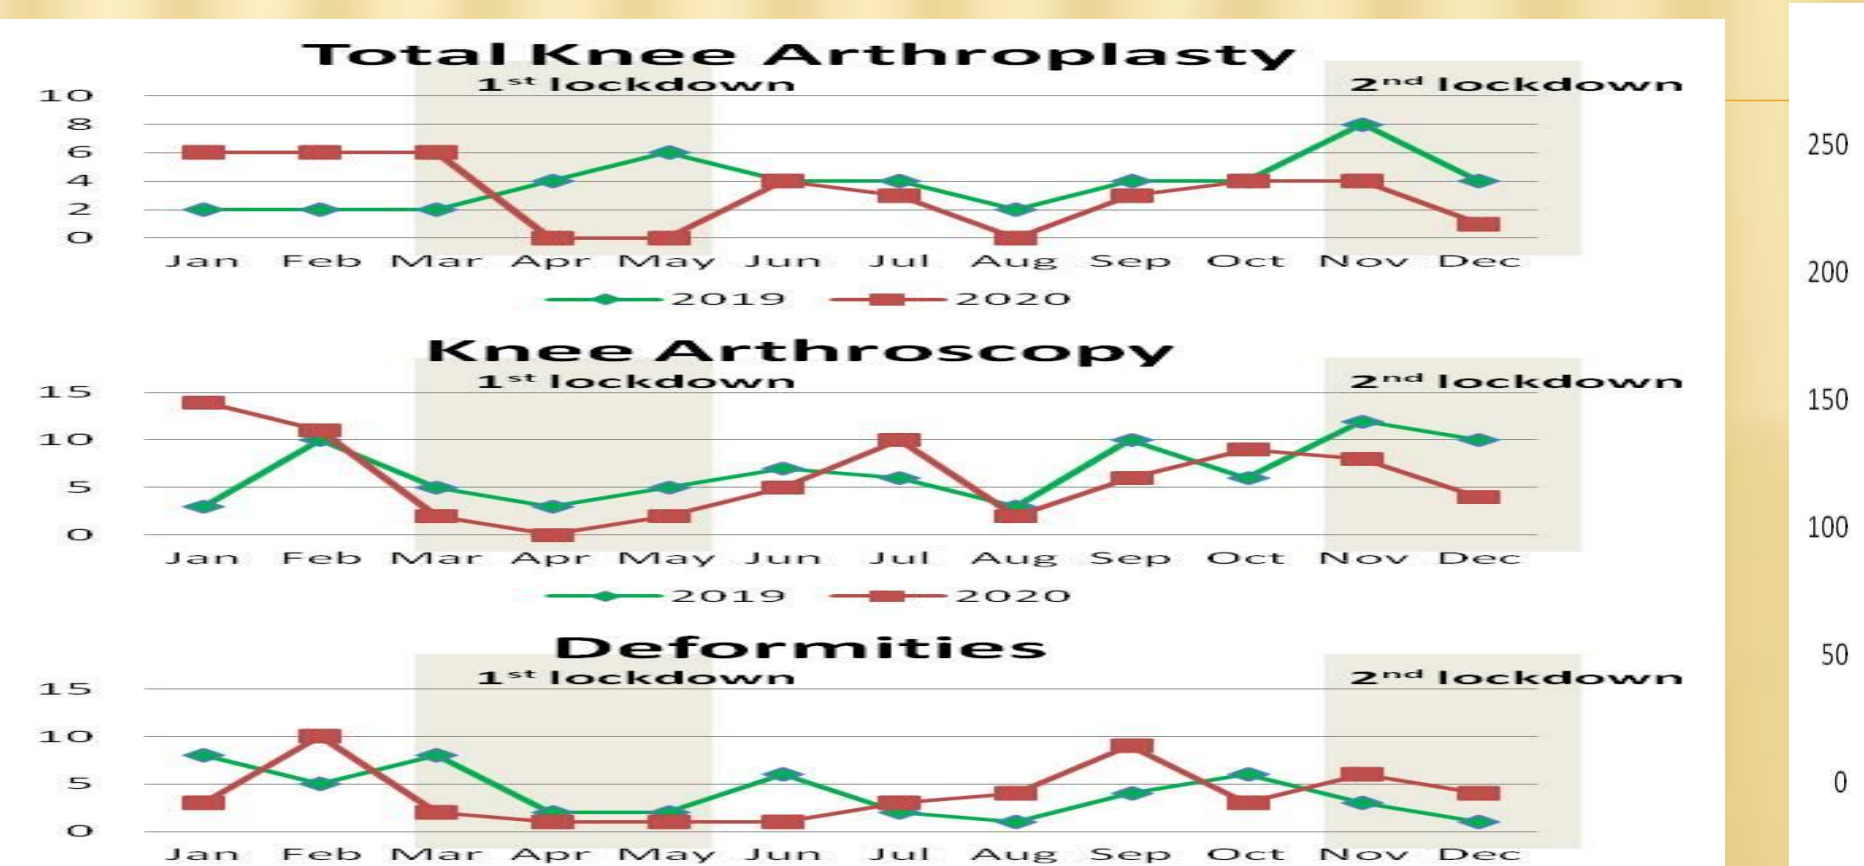 Total Knee Arthroplasty
1st lockdown 2nd lockdown
10
8
6
4
2
0
Jan Feb Mar Apr May Jun Jul Aug Sep Oct Nov Dec
2019 2020
Knee Arthroscopy
1st lockdown 2nd lockdown
15
10
5
0
Jan Feb Mar Apr May Jun Jul Aug Sep Oct Nov Dec
2019 2020
Deformities
1st lockdown 2nd lockdown
15
10
5
0
Jan Feb Mar Apr May Jun Jul Aug Sep Oct Nov Dec
250
200
150
100
50
0